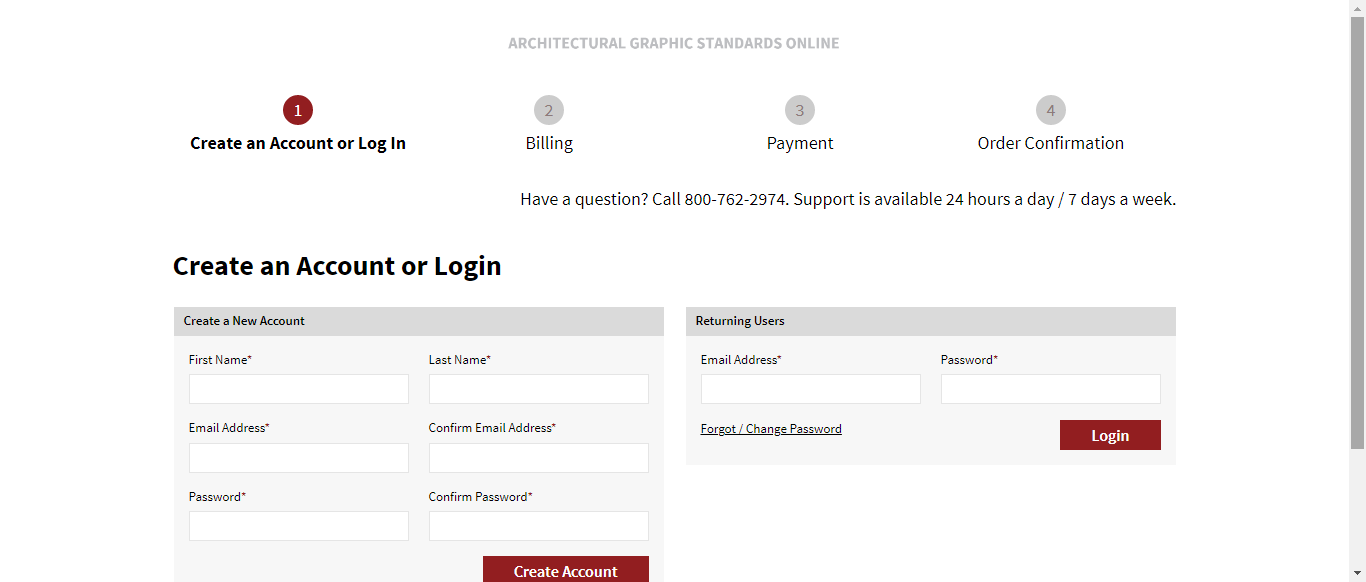 ARCHITECTURAL GRAPHIC STANDARDS ONLINE
1
2
3
4
Create an Account or Log In
Billing
Payment
Order Confirmation
Have a question? Call 800-762-2974. Support is available 24 hours a day / 7 days a week.
Create an Account or Login
Create a New Account
First Name*
Last Name*
Email Address*
Confirm Email Address*
Password*
Confirm Password*
Create Account
Returning Users
Email Address*
Password*
Forgot / Change Password
Login